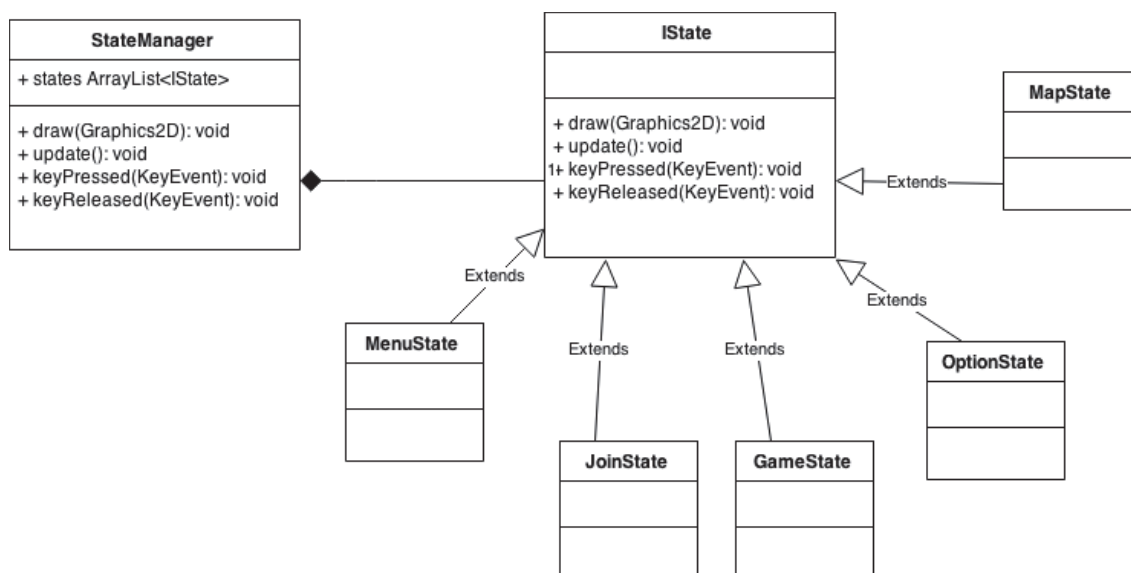 StateManager
+ states ArrayList<IState>
+ draw(Graphics2D): void
+ update(): void
+ keyPressed(KeyEvent): void
+ keyReleased(KeyEvent): void
IState
+ draw(Graphics2D): void
+ update(): void
1+ keyPressed(KeyEvent): void
+ keyReleased(KeyEvent): void
MapState
Extends
Extends
Extends
Extends
Extends
MenuState
OptionState
JoinState
GameState